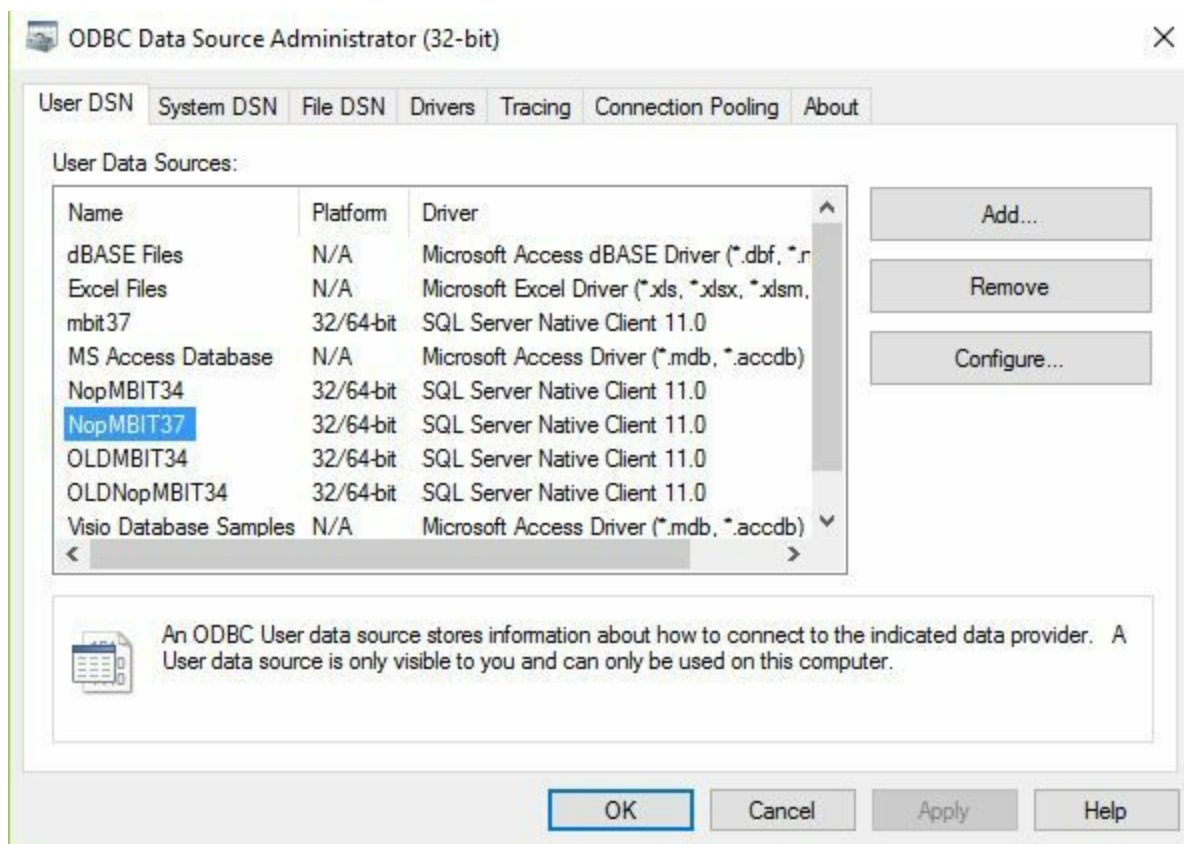 ODBC Data Source Administrator (32-bit)
User DSN System DSN File DSN Drivers Tracing Connection Pooling About
User Data Sources:
Name Platform Driver
dBASE Files N/A Microsoft Access dBASE Driver (*.dbf, *.n
Excel Files N/A Microsoft Excel Driver (*.xls, *.xlsx, *.xlsm,
mbit37 32/64-bit SQL Server Native Client 11.0
MS Access Database N/A Microsoft Access Driver (*.mdb, *.accdb)
NopMBIT34 32/64-bit SQL Server Native Client 11.0
NopMBIT37 32/64-bit SQL Server Native Client 11.0
OLDMBIT34 32/64-bit SQL Server Native Client 11.0
OLDNopMBIT34 32/64-bit SQL Server Native Client 11.0
Visio Database Samples N/A Microsoft Access Driver (*.mdb, *.accdb)
Add...
Remove
Configure...
An ODBC User data source stores information about how to connect to the indicated data provider. A
User data source is only visible to you and can only be used on this computer.
OK Cancel Apply Help